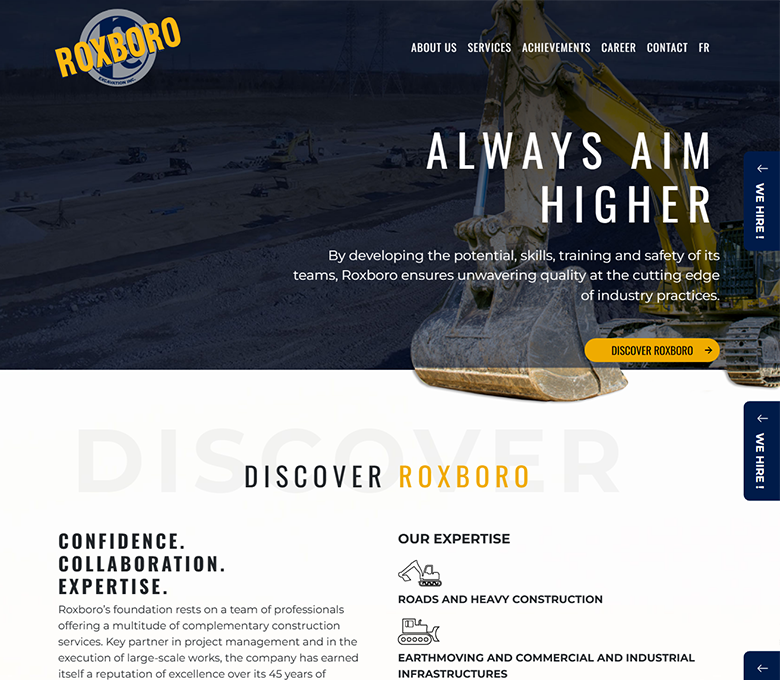 ROXBORO
EXCAVATION INC.
ABOUT US SERVICES ACHIEVEMENTS CAREER CONTACT FR
ALWAYS AIM
HIGHER
WE HIRE !
By developing the potential, skills, training and safety of its
teams, Roxboro ensures unwavering quality at the cutting edge
of industry practices.
DISCOVER ROXBORO
WE HIRE !
DISCOVER
DISCOVER ROXBORO
CONFIDENCE.
COLLABORATION.
EXPERTISE.
Roxboro’s foundation rests on a team of professionals
offering a multitude of complementary construction
services. Key partner in project management and in the
execution of large-scale works, the company has earned
itself a reputation of excellence over its 45 years of
OUR EXPERTISE
ROADS AND HEAVY CONSTRUCTION
EARTHMOVING AND COMMERCIAL AND INDUSTRIAL
INFRASTRUCTURES